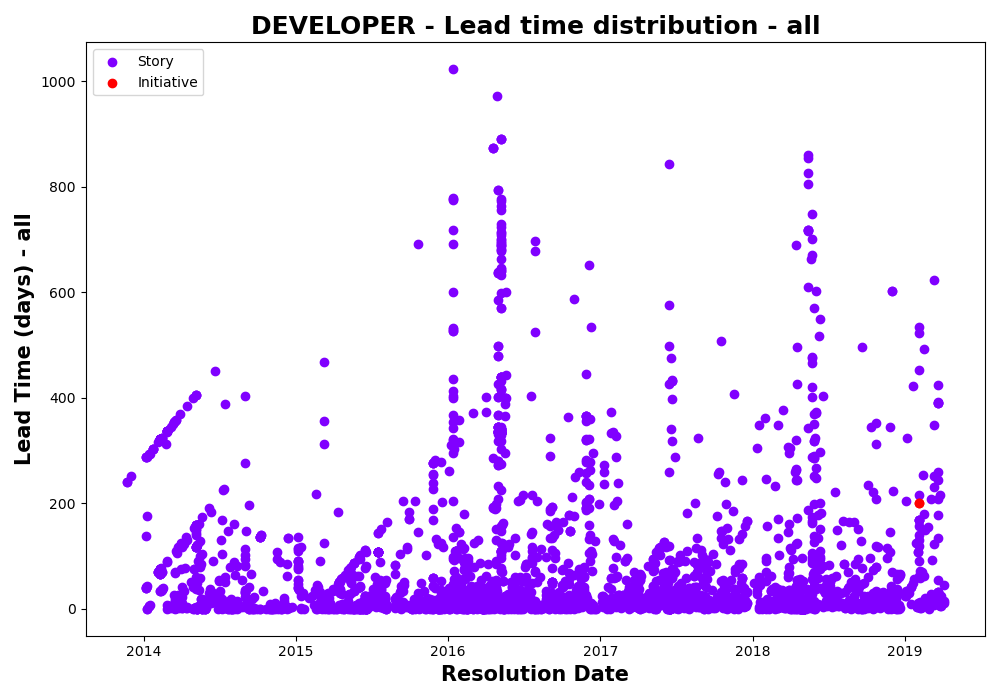 DEVELOPER - Lead time distribution - all
Story
Initiative
1000
800
600
400
200
0
Lead Time (days) - all
2014 2015 2016 2017 2018 2019
Resolution Date